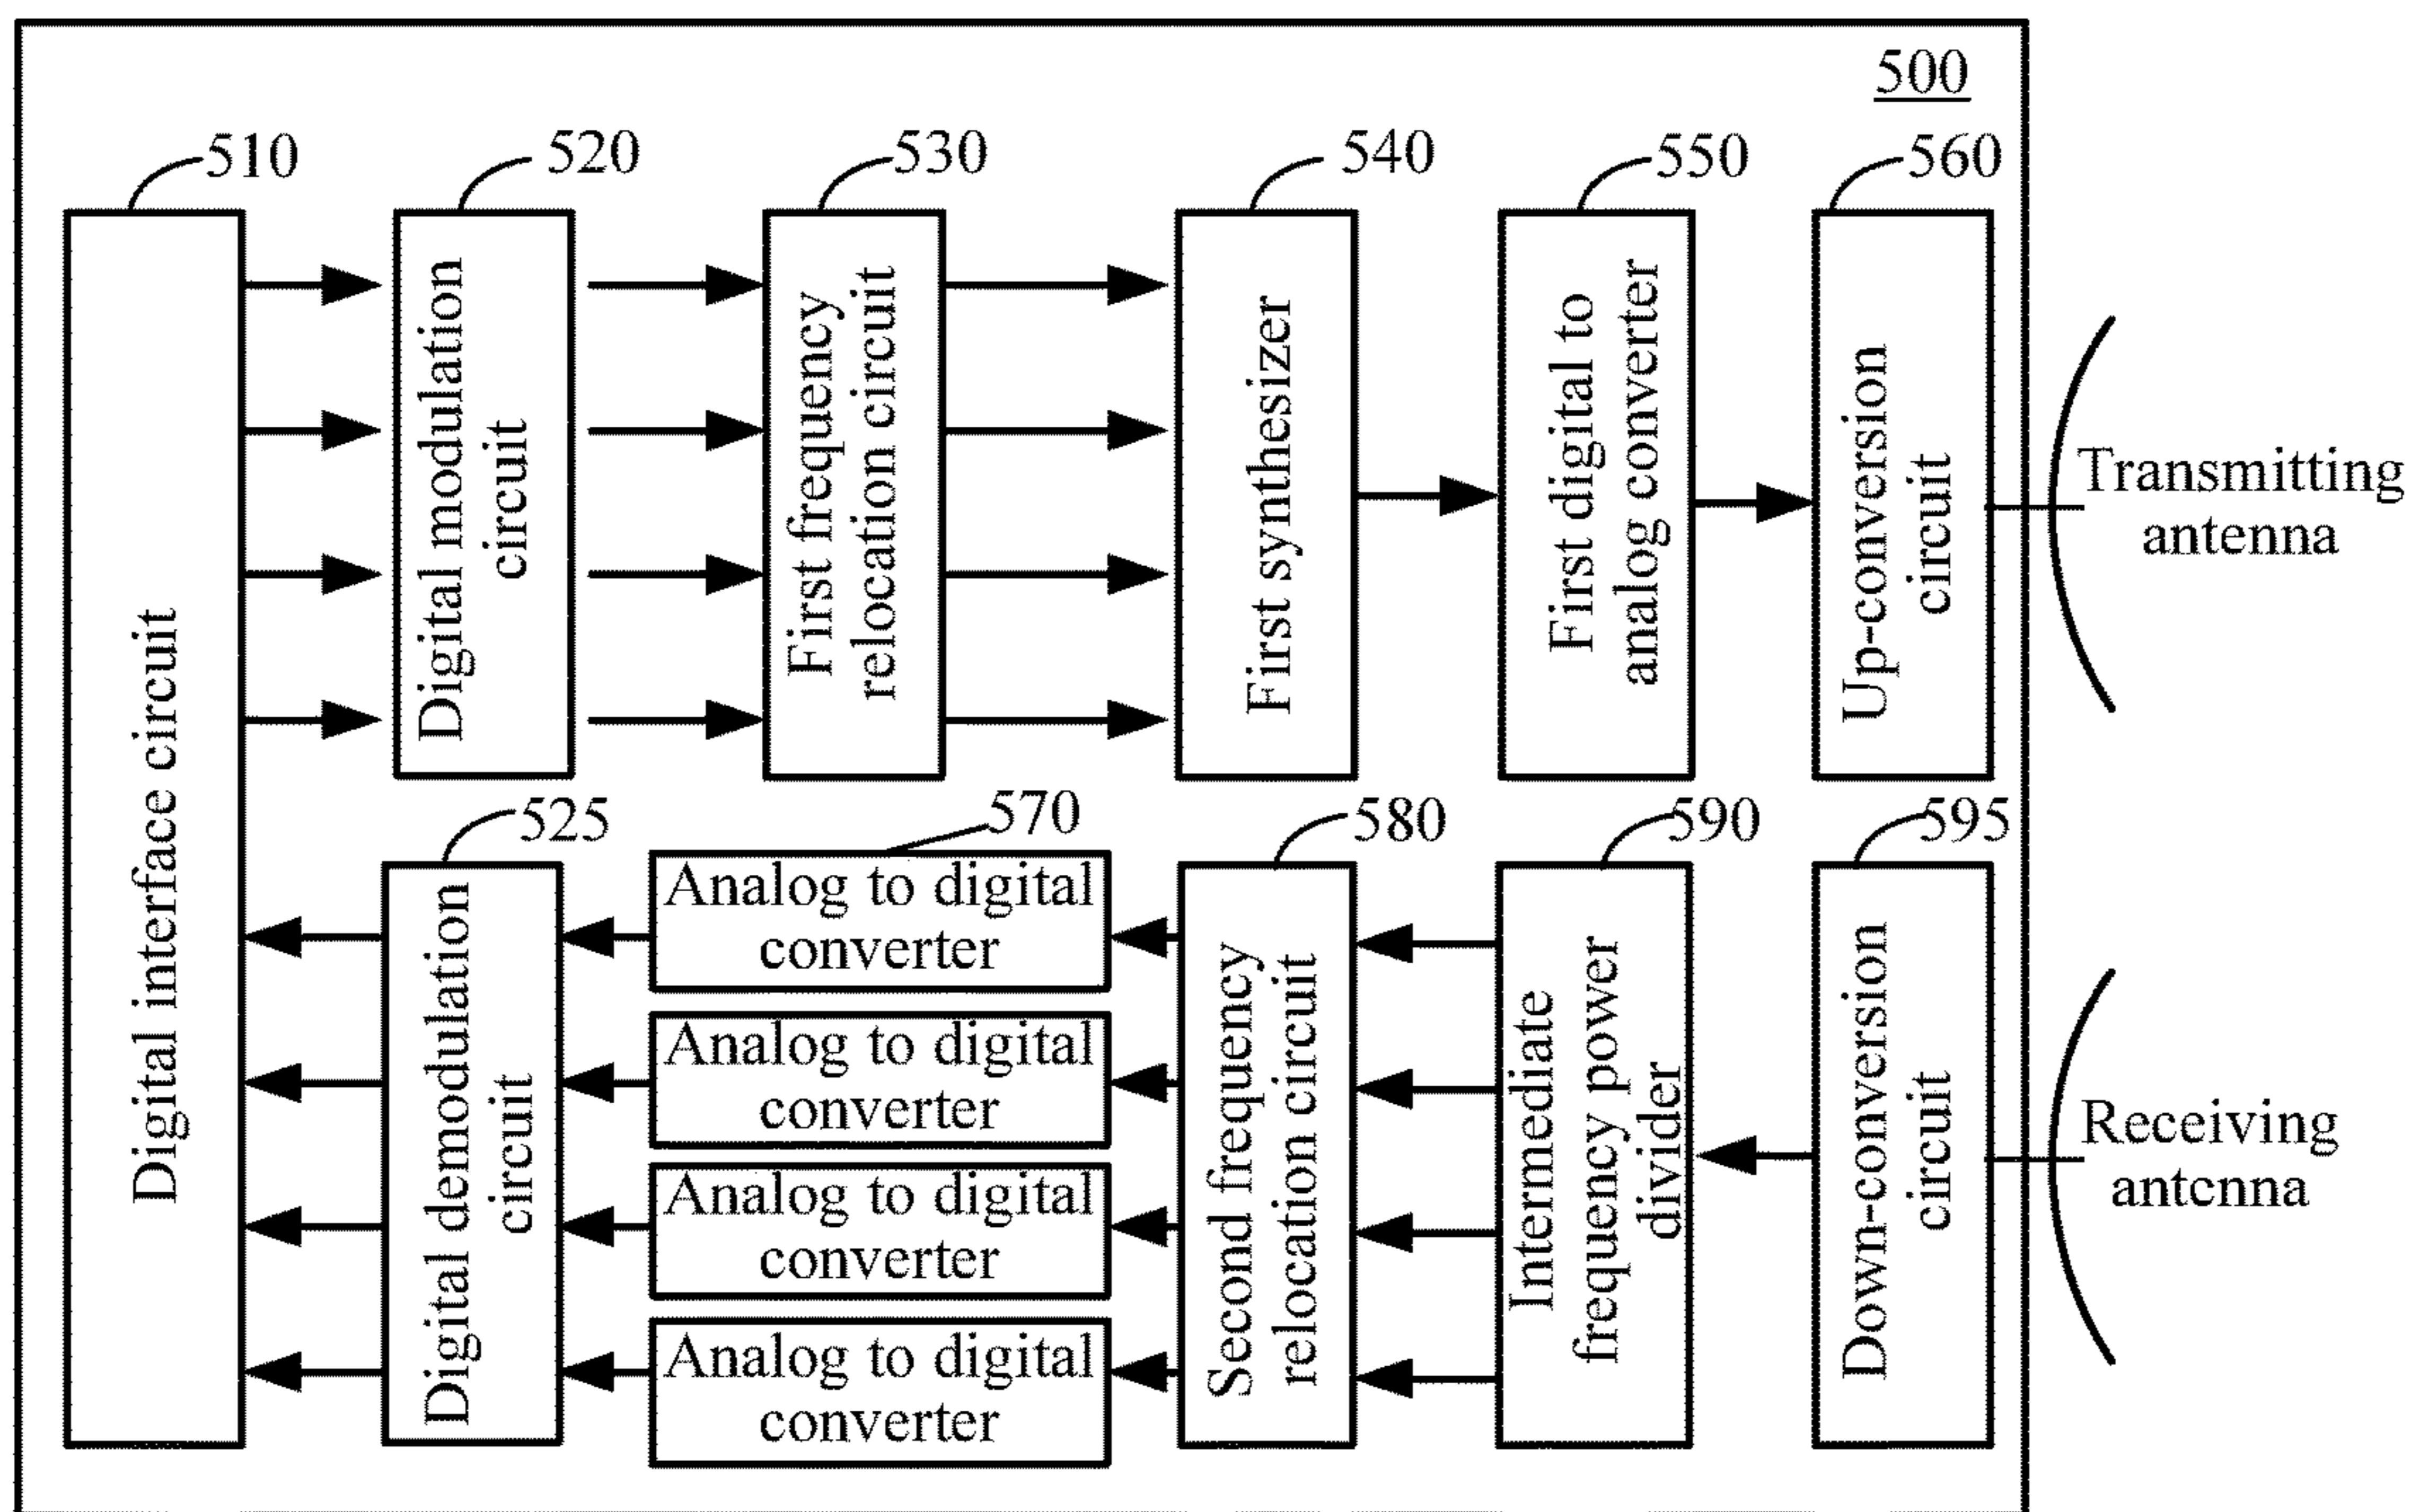 500
510
520
530
540
550
560
Digital interface circuit
Digital modulation
circuit
First frequency
relocation circuit
First synthesizer
First digital to
analog converter
Up-conversion
circuit
Transmitting
antenna
525
570
580
590
595
Digital demodulation
circuit
Analog to digital
converter
Analog to digital
converter
Analog to digital
converter
Analog to digital
converter
Second frequency
relocation circuit
Intermediate
frequency power
divider
Down-conversion
circuit
Receiving
antenna